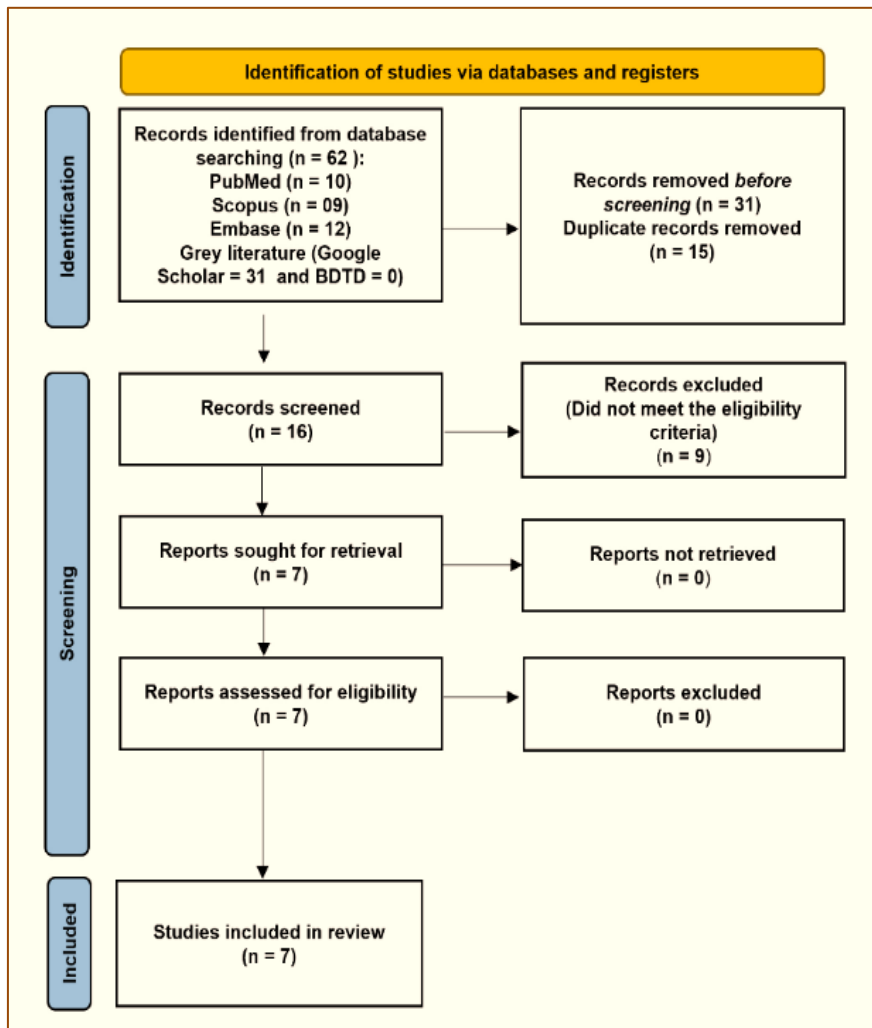 Identification of studies via databases and registers
Identification
Records identified from database
searching (n = 62 ):
PubMed (n = 10)
Scopus (n = 09)
Embase (n = 12)
Grey literature (Google
Scholar = 31 and BDTD = 0)
Records removed before
screening (n = 31)
Duplicate records removed
(n = 15)
Screening
Records screened
(n = 16)
Records excluded
(Did not meet the eligibility
criteria)
(n = 9)
Reports sought for retrieval
(n = 7)
Reports not retrieved
(n = 0)
Reports assessed for eligibility
(n = 7)
Reports excluded
(n = 0)
Included
Studies included in review
(n = 7)